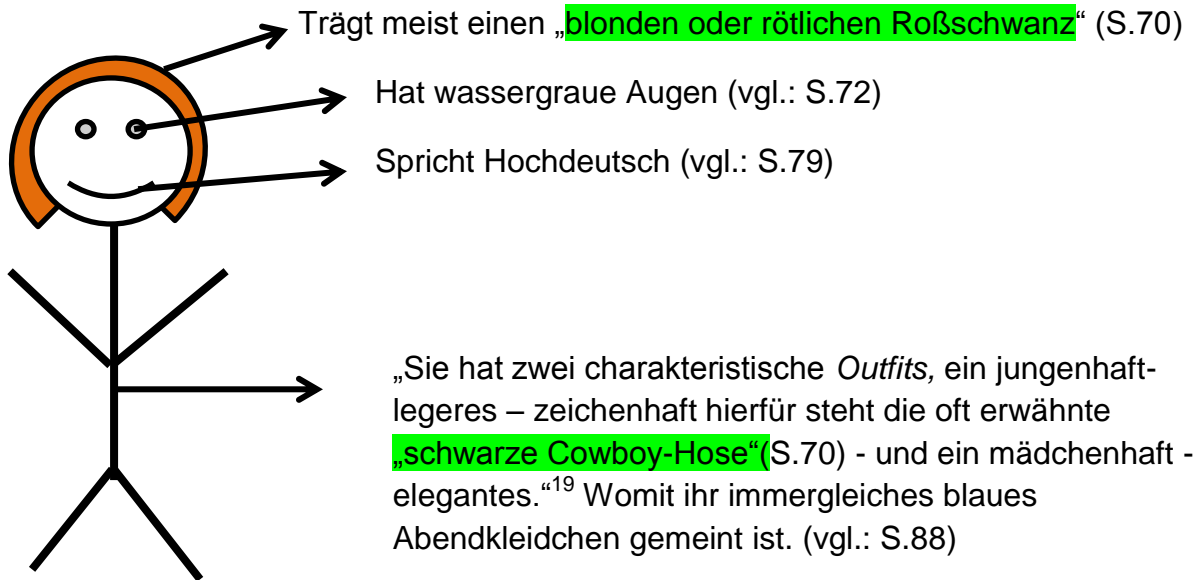 Trägt meist einen „blonden oder rötlichen Roßschwanz“ (S.70)
Hat wassergraue Augen (vgl.: S.72)
Spricht Hochdeutsch (vgl.: S.79)
„Sie hat zwei charakteristische Outfits, ein jungenhaft-
legeres – zeichenhaft hierfür steht die oft erwähnte
„schwarze Cowboy-Hose“(S.70) - und ein mädchenhaft -
elegantes.“19 Womit ihr immergleiches blaues
Abendkleidchen gemeint ist. (vgl.: S.88)